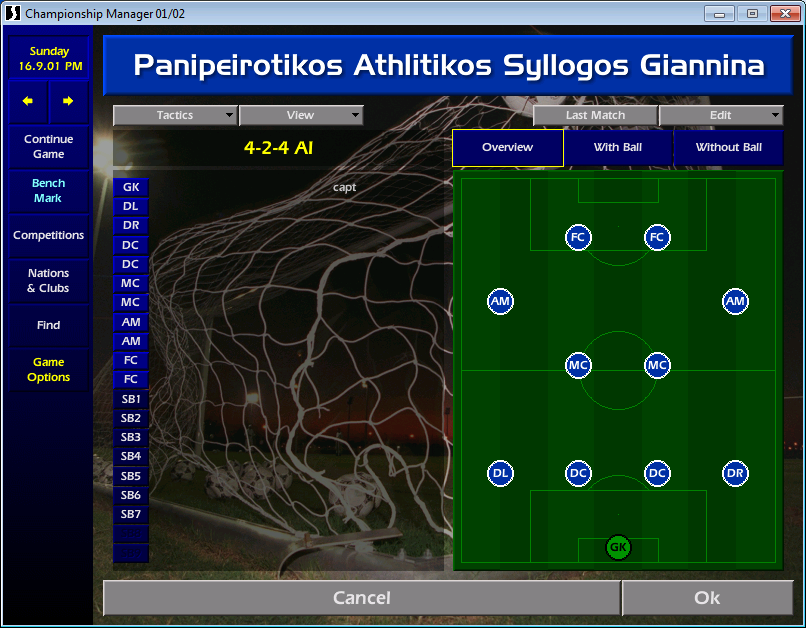 Championship Manager 01/02
Sunday
16.9.01 PM
Continue
Game
Bench
Mark
Competitions
Nations
& Clubs
Find
Game
Options
Panipeirotikos Athlitikos Syllogos Giannina
Tactics
View
Last Match
Edit
4-2-4 AI
Overview
With Ball
Without Ball
GK
capt
DL
DR
DC
DC
MC
MC
AM
AM
FC
FC
SB1
SB2
SB3
SB4
SB5
SB6
SB7
FC FC
AM AM
MC MC
DL DC DC DR
GK
Cancel
Ok